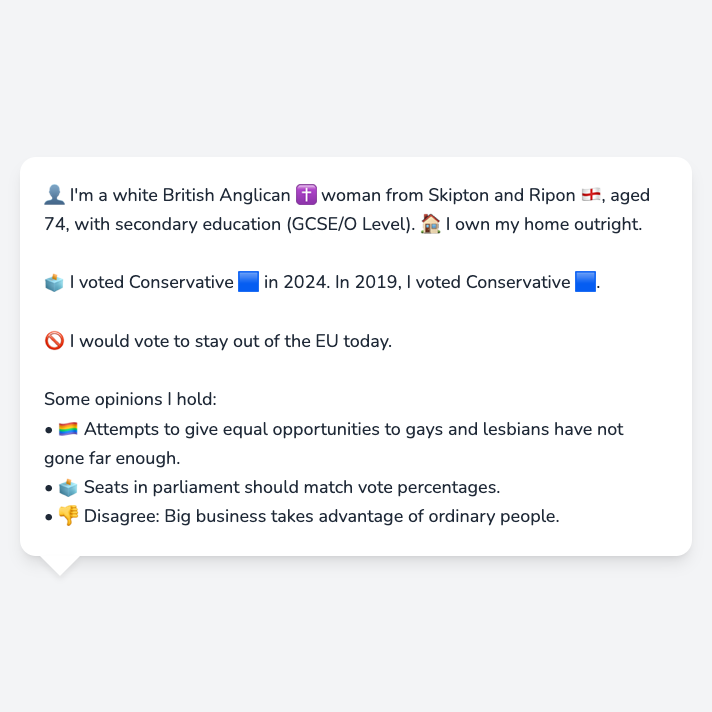 👤 I'm a white British Anglican ✝️ woman from Skipton and Ripon 🏴󠁧󠁢󠁥󠁮󠁧󠁿, aged
74, with secondary education (GCSE/O Level). 🏠 I own my home outright.
🗳️ I voted Conservative 🟦 in 2024. In 2019, I voted Conservative 🟦.
🚫 I would vote to stay out of the EU today.
Some opinions I hold:
• 🏳️‍🌈 Attempts to give equal opportunities to gays and lesbians have not
gone far enough.
• 🗳️ Seats in parliament should match vote percentages.
• 👎 Disagree: Big business takes advantage of ordinary people.